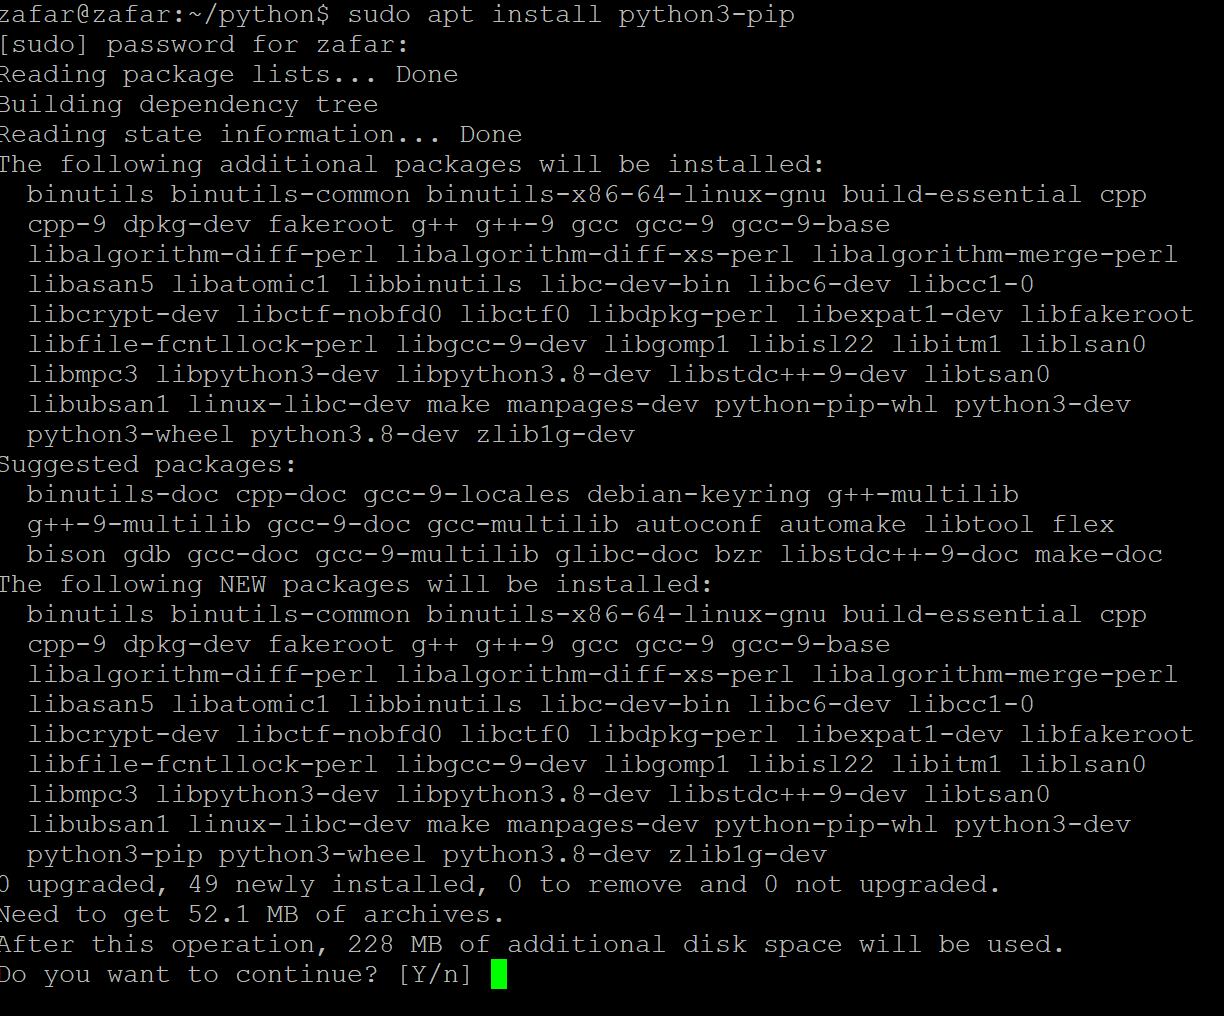 zafar@zafar:~/python$ sudo apt install python3-pip
[sudo] password for zafar:
Reading package lists... Done
Building dependency tree
Reading state information... Done
The following additional packages will be installed:
  binutils binutils-common binutils-x86-64-linux-gnu build-essential cpp
  cpp-9 dpkg-dev fakeroot g++ g++-9 gcc gcc-9 gcc-9-base
  libalgorithm-diff-perl libalgorithm-diff-xs-perl libalgorithm-merge-perl
  libasan5 libatomic1 libbinutils libc-dev-bin libc6-dev libcc1-0
  libcrypt-dev libctf-nobfd0 libctf0 libdpkg-perl libexpat1-dev libfakeroot
  libfile-fcntllock-perl libgcc-9-dev libgomp1 libisl22 libitm1 liblsan0
  libmpc3 libpython3-dev libpython3.8-dev libstdc++-9-dev libtsan0
  libubsan1 linux-libc-dev make manpages-dev python-pip-whl python3-dev
  python3-wheel python3.8-dev zlib1g-dev
Suggested packages:
  binutils-doc cpp-doc gcc-9-locales debian-keyring g++-multilib
  g++-9-multilib gcc-9-doc gcc-multilib autoconf automake libtool flex
  bison gdb gcc-doc gcc-9-multilib glibc-doc bzr libstdc++-9-doc make-doc
The following NEW packages will be installed:
  binutils binutils-common binutils-x86-64-linux-gnu build-essential cpp
  cpp-9 dpkg-dev fakeroot g++ g++-9 gcc gcc-9 gcc-9-base
  libalgorithm-diff-perl libalgorithm-diff-xs-perl libalgorithm-merge-perl
  libasan5 libatomic1 libbinutils libc-dev-bin libc6-dev libcc1-0
  libcrypt-dev libctf-nobfd0 libctf0 libdpkg-perl libexpat1-dev libfakeroot
  libfile-fcntllock-perl libgcc-9-dev libgomp1 libisl22 libitm1 liblsan0
  libmpc3 libpython3-dev libpython3.8-dev libstdc++-9-dev libtsan0
  libubsan1 linux-libc-dev make manpages-dev python-pip-whl python3-dev
  python3-pip python3-wheel python3.8-dev zlib1g-dev
0 upgraded, 49 newly installed, 0 to remove and 0 not upgraded.
Need to get 52.1 MB of archives.
After this operation, 228 MB of additional disk space will be used.
Do you want to continue? [Y/n]